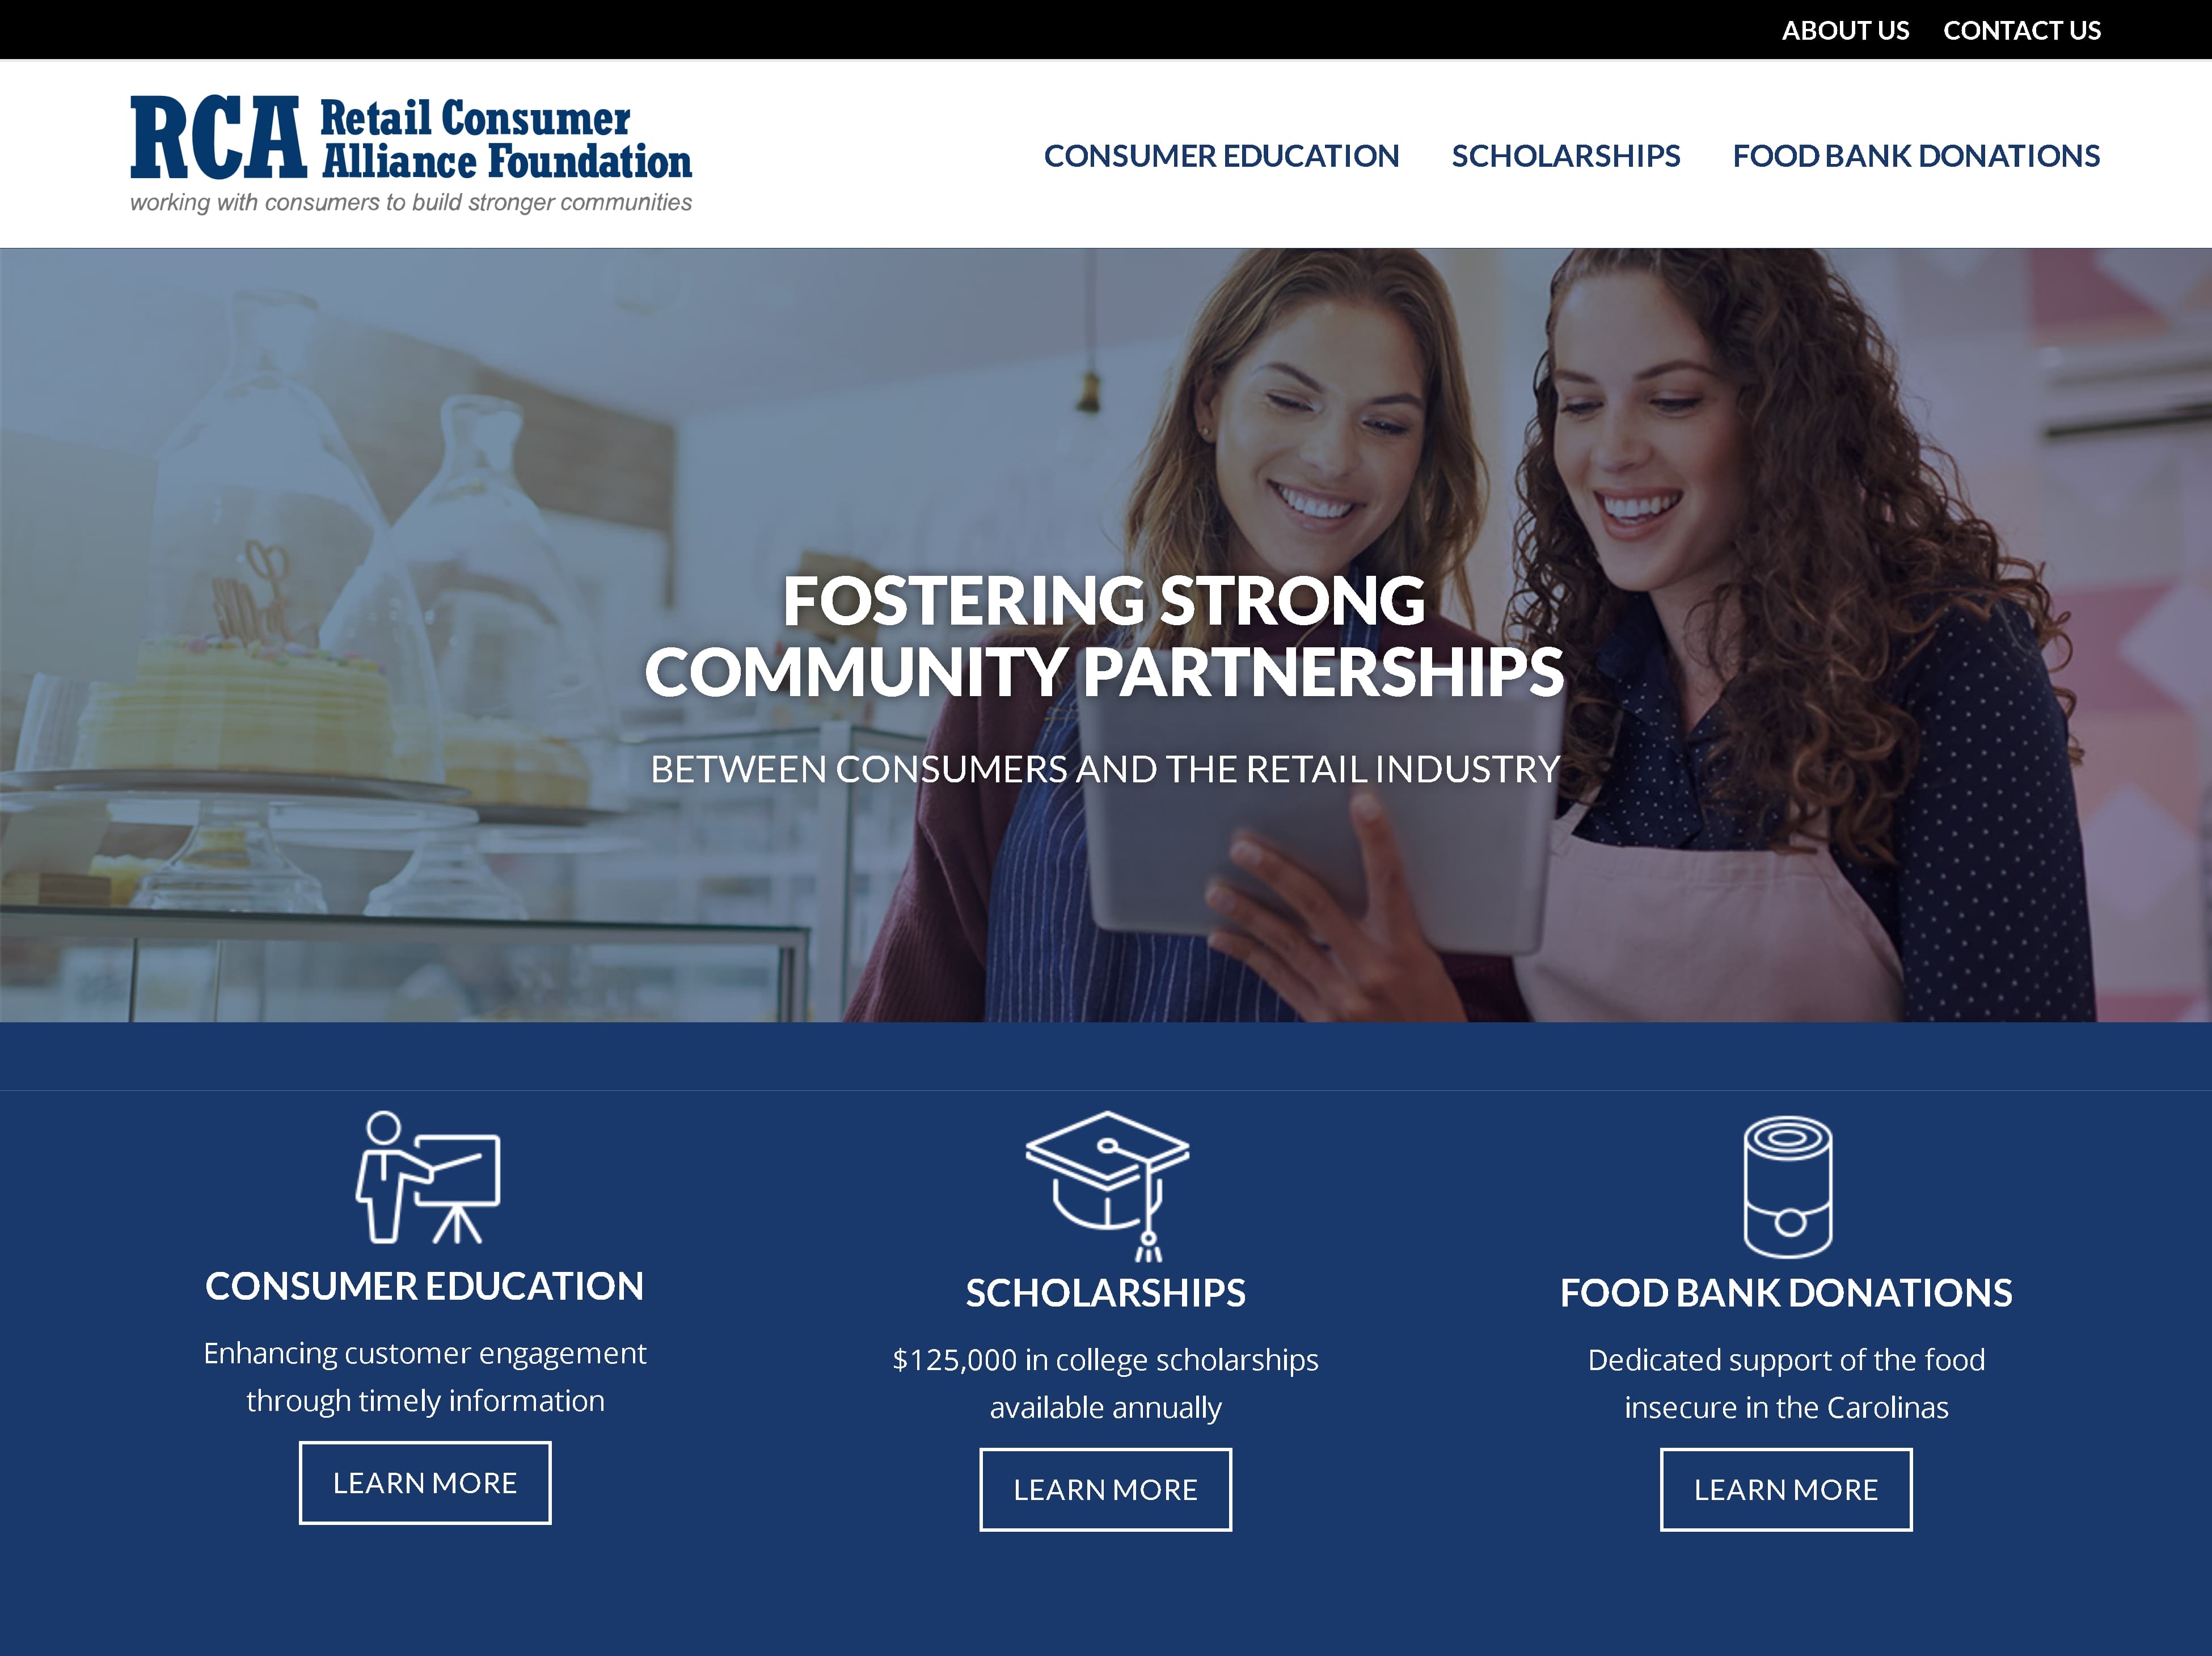 ABOUT US CONTACT US
RCA Retail Consumer
Alliance Foundation
working with consumers to build stronger communities
CONSUMER EDUCATION SCHOLARSHIPS FOOD BANK DONATIONS
FOSTERING STRONG
COMMUNITY PARTNERSHIPS
BETWEEN CONSUMERS AND THE RETAIL INDUSTRY
CONSUMER EDUCATION
Enhancing customer engagement
through timely information
LEARN MORE
SCHOLARSHIPS
$125,000 in college scholarships
available annually
LEARN MORE
FOOD BANK DONATIONS
Dedicated support of the food
insecure in the Carolinas
LEARN MORE